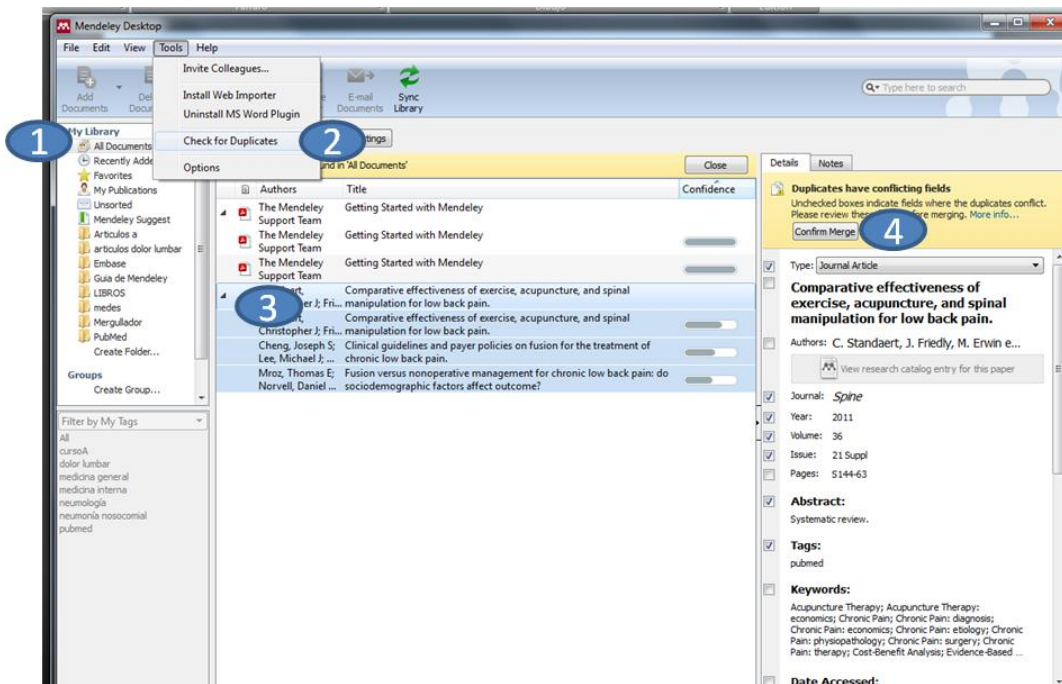 Mendeley Desktop
File Edit View Tools Help
Invite Colleagues...
Install Web Importer
Uninstall MS Word Plugin
Check for Duplicates
Options
Add
Documents
E-mail
Documents
Sync
Library
Type here to search
1
2
3
4
My Library
All Documents
Recently Adde
Favorites
My Publications
Unsorted
Mendeley Suggest
Articulos a
articulos dolor lumbar
Embase
Guia de Mendeley
LIBROS
medes
Mergullador
PubMed
Create Folder...
Groups
Create Group...
Filter by My Tags
All
cursoA
dolor lumbar
medicina general
medicina interna
neumología
neumonía nosocomial
pubmed
in 'All Documents'
Close
Authors Title Confidence
The Mendeley Getting Started with Mendeley
Support Team
The Mendeley Getting Started with Mendeley
Support Team
The Mendeley Getting Started with Mendeley
Support Team
Comparative effectiveness of exercise, acupuncture, and spinal
Fri... manipulation for low back pain.
Comparative effectiveness of exercise, acupuncture, and spinal
Christopher J; Fri... manipulation for low back pain.
Cheng, Joseph S; Clinical guidelines and payer policies on fusion for the treatment of
Lee, Michael J; ... chronic low back pain.
Mroz, Thomas E; Fusion versus nonoperative management for chronic low back pain: do
Norvell, Daniel ... sociodemographic factors affect outcome?
Details Notes
Duplicates have conflicting fields
Unchecked boxes indicate fields where the duplicates conflict.
Please review before merging. More info...
Confirm Merge
Type: Journal Article
Comparative effectiveness of
exercise, acupuncture, and spinal
manipulation for low back pain.
Authors: C. Standaert, J. Friedly, M. Erwin e...
View research catalog entry for this paper
Journal: Spine
Year: 2011
Volume: 36
Issue: 21 Suppl
Pages: S144-63
Abstract:
Systematic review.
Tags:
pubmed
Keywords:
Acupuncture Therapy; Acupuncture Therapy:
economics; Chronic Pain; Chronic Pain: diagnosis;
Chronic Pain: economics; Chronic Pain: etiology; Chronic
Pain: physiopathology; Chronic Pain: surgery; Chronic
Pain: therapy; Cost-Benefit Analysis; Evidence-Based ...
Date Accessed: